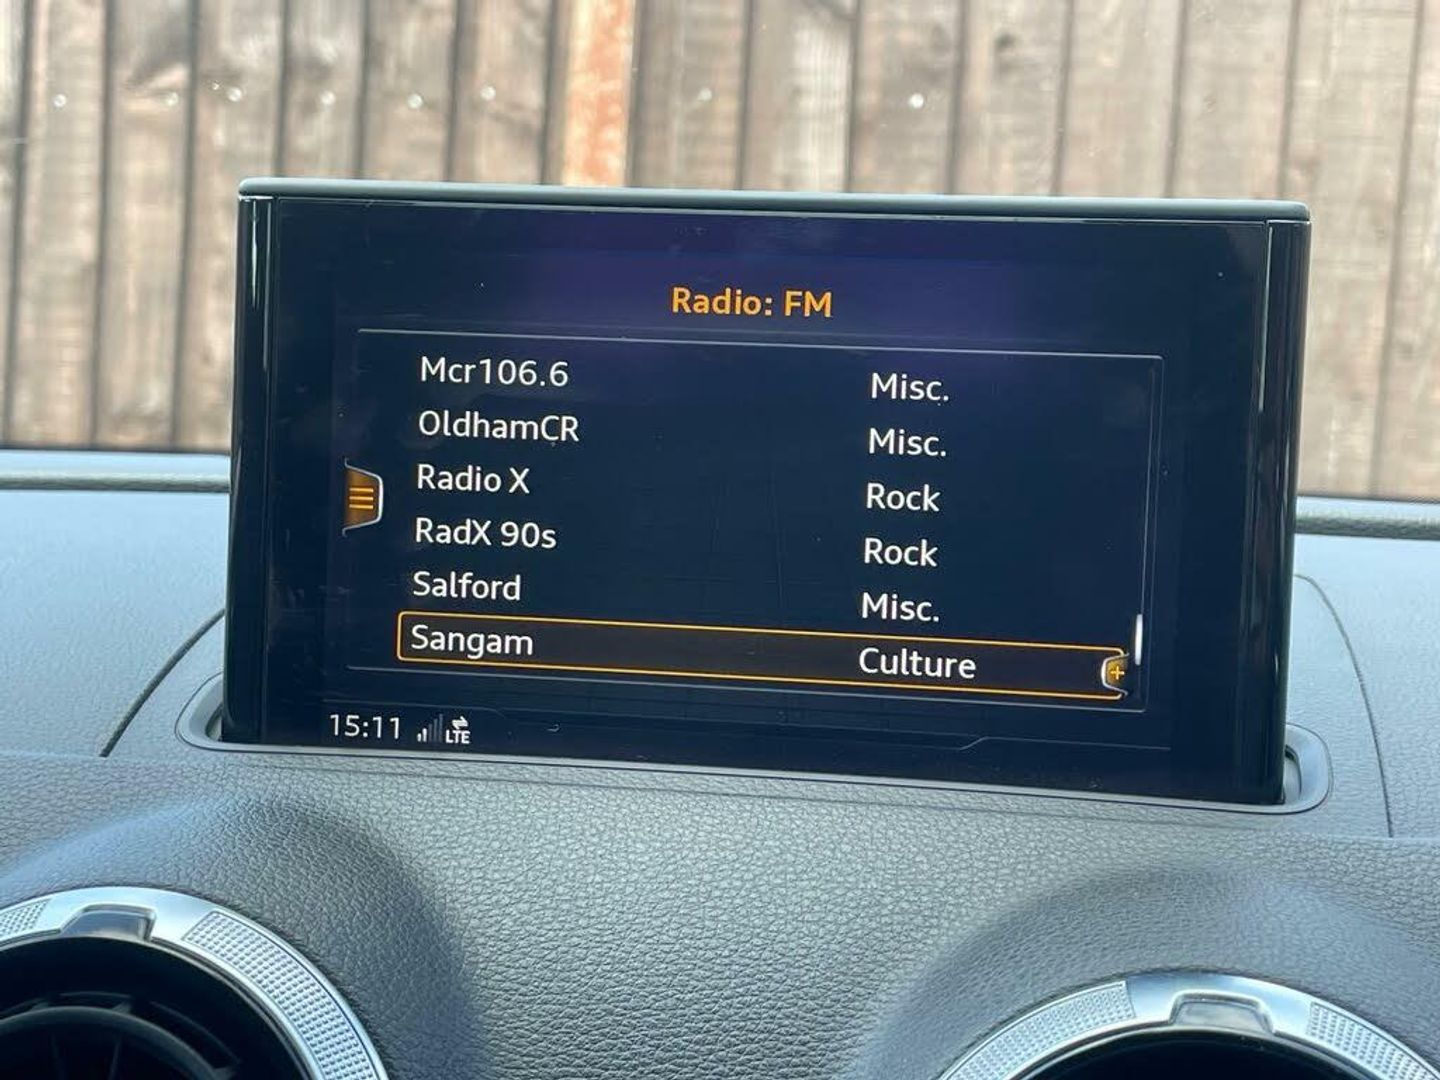 Radio: FM
Mcr106.6 Misc.
OldhamCR Misc.
Radio X Rock
RadX 90s Rock
Salford Misc.
Sangam Culture
15:11 LTE